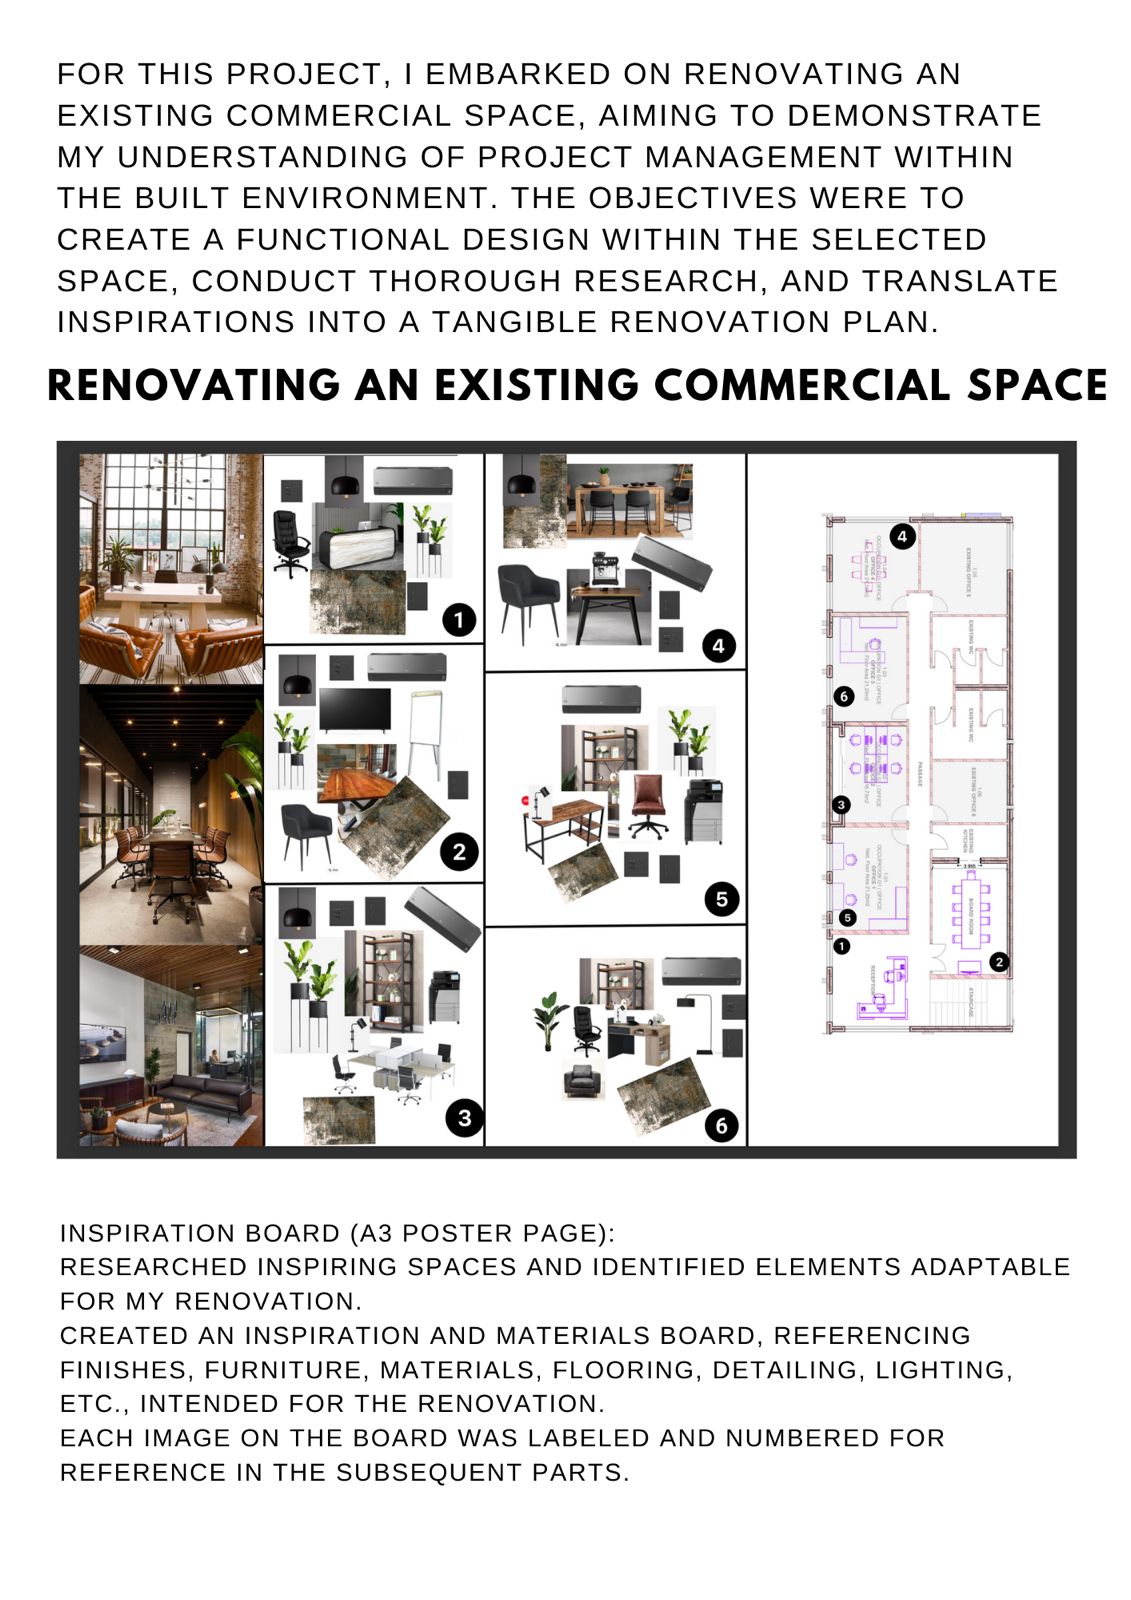 FOR THIS PROJECT, I EMBARKED ON RENOVATING AN
EXISTING COMMERCIAL SPACE, AIMING TO DEMONSTRATE
MY UNDERSTANDING OF PROJECT MANAGEMENT WITHIN
THE BUILT ENVIRONMENT. THE OBJECTIVES WERE TO
CREATE A FUNCTIONAL DESIGN WITHIN THE SELECTED
SPACE, CONDUCT THOROUGH RESEARCH, AND TRANSLATE
INSPIRATIONS INTO A TANGIBLE RENOVATION PLAN.
RENOVATING AN EXISTING COMMERCIAL SPACE
1
2
3
4
5
6
4
EXISTING OFFICE
EXISTING WC
6
EXISTING WC
3
PASSAGE
EXISTING OFFICE
EXISTING KITCHEN
5
BOARD ROOM
1
2
RECEPTION
STAIRCASE
INSPIRATION BOARD (A3 POSTER PAGE):
RESEARCHED INSPIRING SPACES AND IDENTIFIED ELEMENTS ADAPTABLE
FOR MY RENOVATION.
CREATED AN INSPIRATION AND MATERIALS BOARD, REFERENCING
FINISHES, FURNITURE, MATERIALS, FLOORING, DETAILING, LIGHTING,
ETC., INTENDED FOR THE RENOVATION.
EACH IMAGE ON THE BOARD WAS LABELED AND NUMBERED FOR
REFERENCE IN THE SUBSEQUENT PARTS.